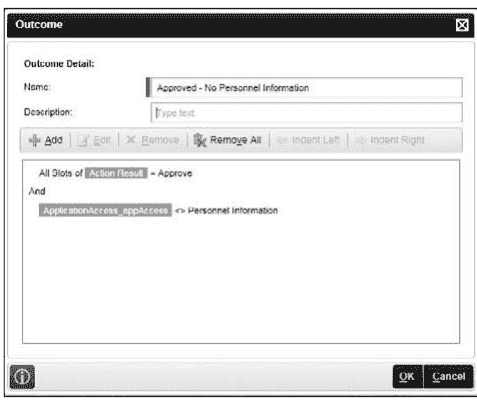 Outcome
Outcome Detail:
Name: Approved - No Personnel Information
Description: Type text
Add Edit Remove Remove All Indent Left Indent Right
All Slots of Action Result = Approve
And
ApplicationAccess_appAccess <> Personnel Information
OK Cancel